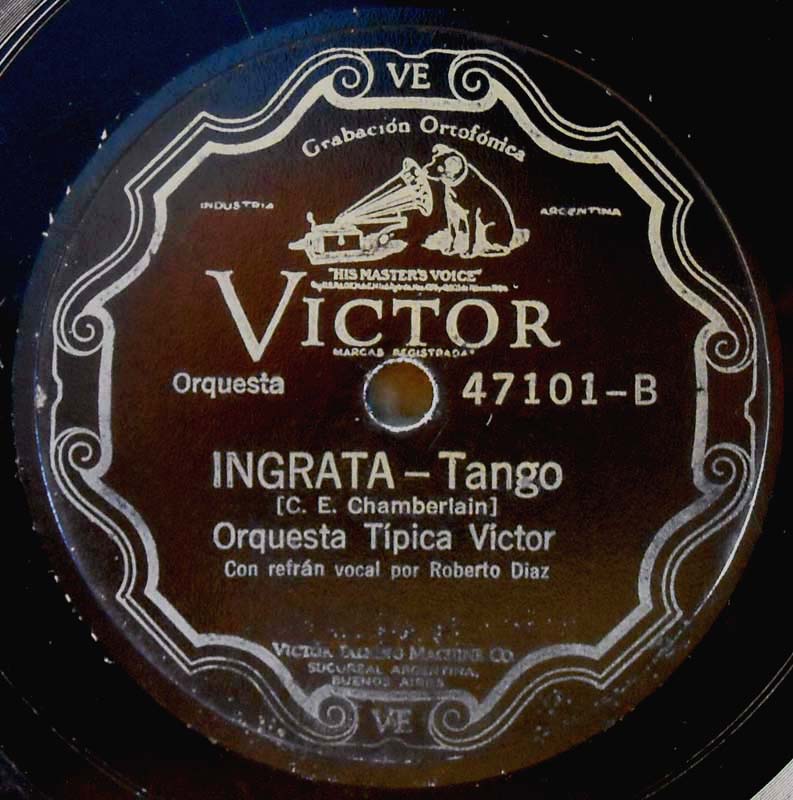 VE
Grabación Ortofónica
INDUSTRIA ARGENTINA
"HIS MASTER'S VOICE"
VICTOR
MARCAS REGISTRADAS
Orquesta 47101-B
INGRATA - Tango
[C. E. Chamberlain]
Orquesta Típica Víctor
Con refrán vocal por Roberto Diaz
VICTOR TALKING MACHINE CO.
SUCURSAL ARGENTINA,
BUENOS AIRES
VE